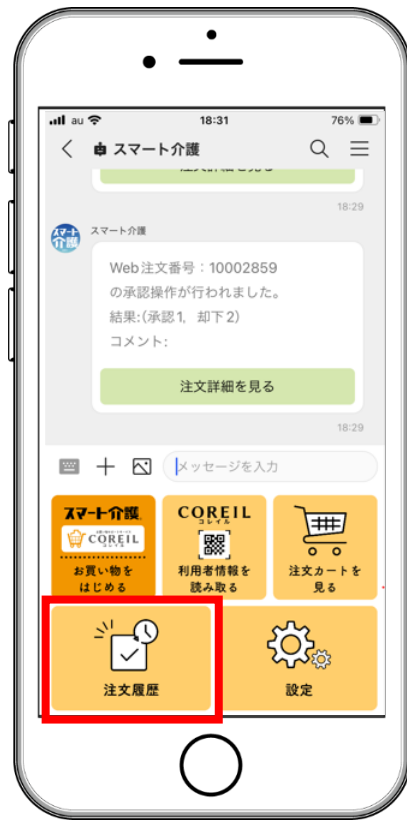 au
18:31
76%
スマート介護
18:29
スマート介護
Web注文番号：10002859
の承認操作が行われました。
結果:(承認1, 却下2)
コメント:
注文詳細を見る
18:29
メッセージを入力
スマート介護
COREIL
お買い物を
はじめる
COREIL
コレイル
利用者情報を
読み取る
注文カートを
見る
注文履歴
設定